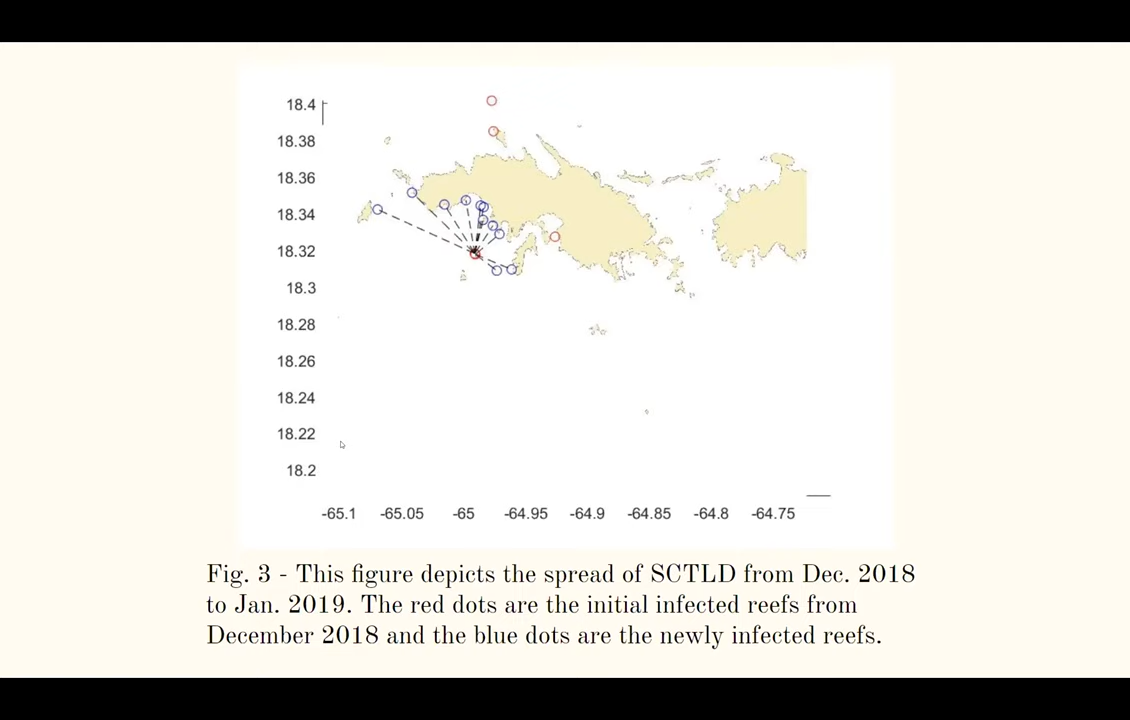 18.4
18.38
18.36
18.34
18.32
18.3
18.28
18.26
18.24
18.22
18.2
-65.1 -65.05 -65 -64.95 -64.9 -64.85 -64.8 -64.75
Fig. 3 - This figure depicts the spread of SCTLD from Dec. 2018
to Jan. 2019. The red dots are the initial infected reefs from
December 2018 and the blue dots are the newly infected reefs.